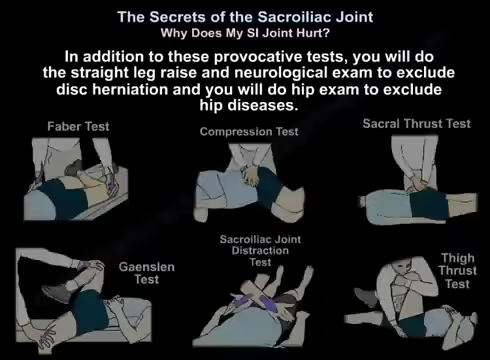 The Secrets of the Sacroiliac Joint
Why Does My SI Joint Hurt?
In addition to these provocative tests, you will do
the straight leg raise and neurological exam to exclude
disc herniation and you will do hip exam to exclude
hip diseases.
Faber Test
Compression Test
Sacral Thrust Test
Gaenslen
Test
Sacroiliac Joint
Distraction
Test
Thigh
Thrust
Test